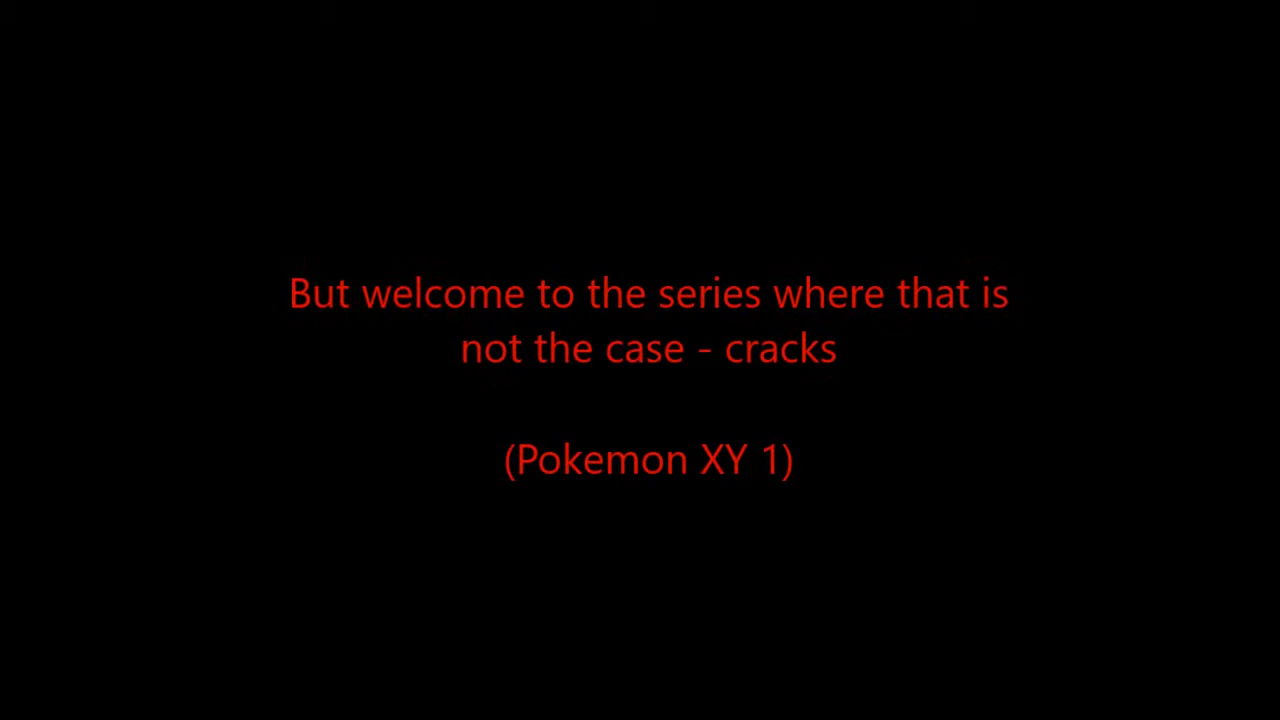 But welcome to the series where that is
not the case - cracks
(Pokemon XY 1)